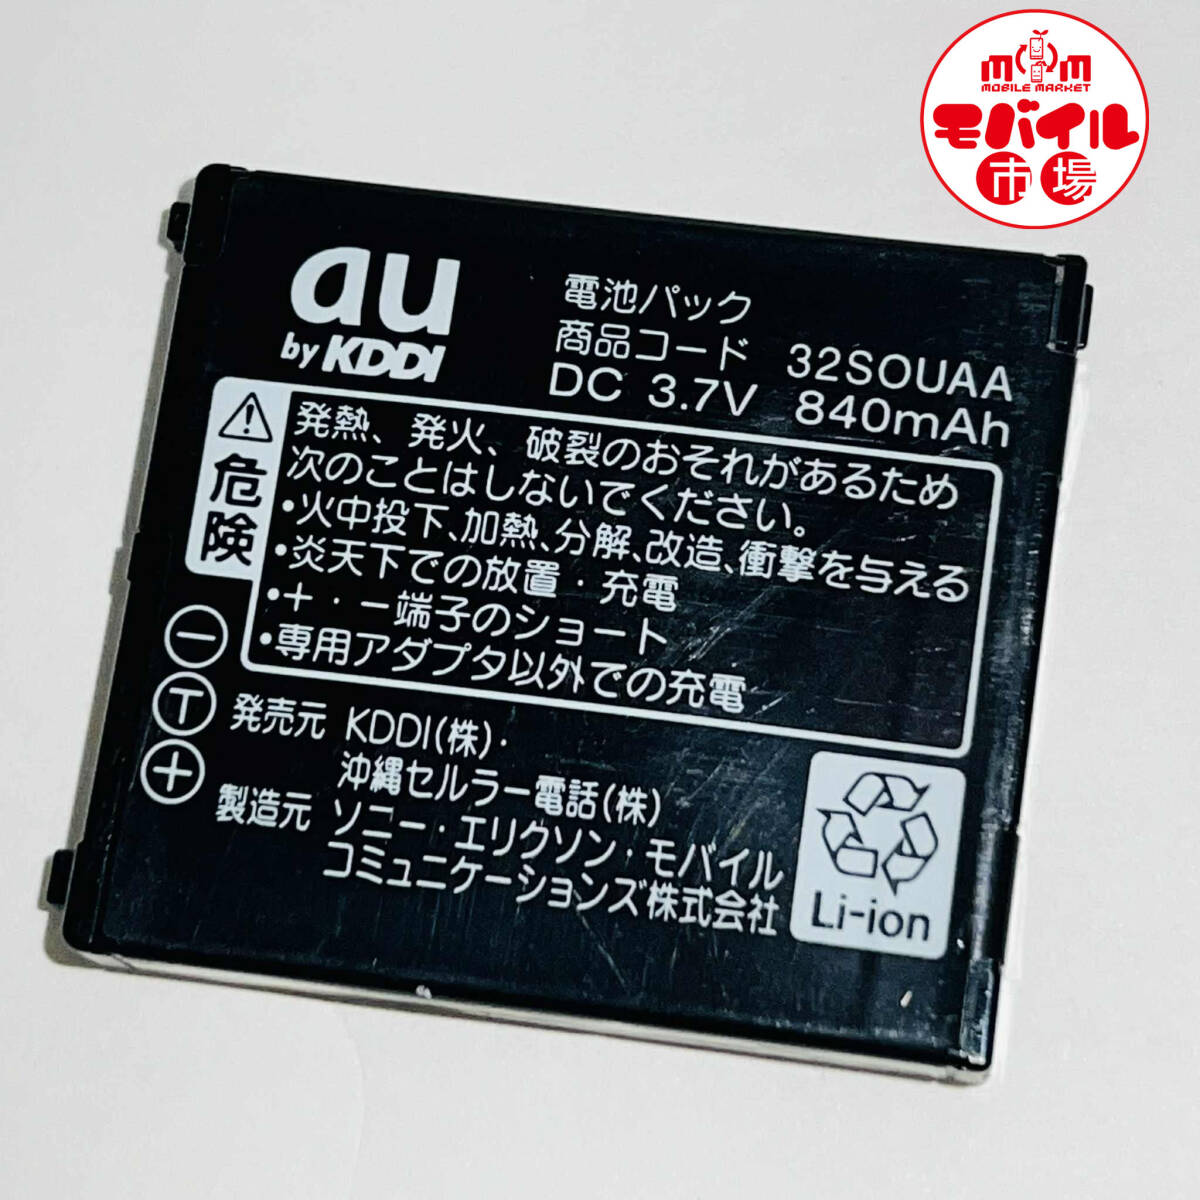 MM
MOBILE MARKET
モバイル
市場
au
by KDDI
電池パック
商品コード 32SOUAA
DC 3.7V 840mAh
危険
発熱、発火、破裂のおそれがあるため
次のことはしないでください。
・火中投下、加熱、分解、改造、衝撃を与える
・炎天下での放置・充電
・+・－端子のショート
・専用アダプタ以外での充電
－
T
+
発売元 KDDI(株)・
沖縄セルラー電話(株)
製造元 ソニー・エリクソン・モバイル
コミュニケーションズ株式会社
Li-ion